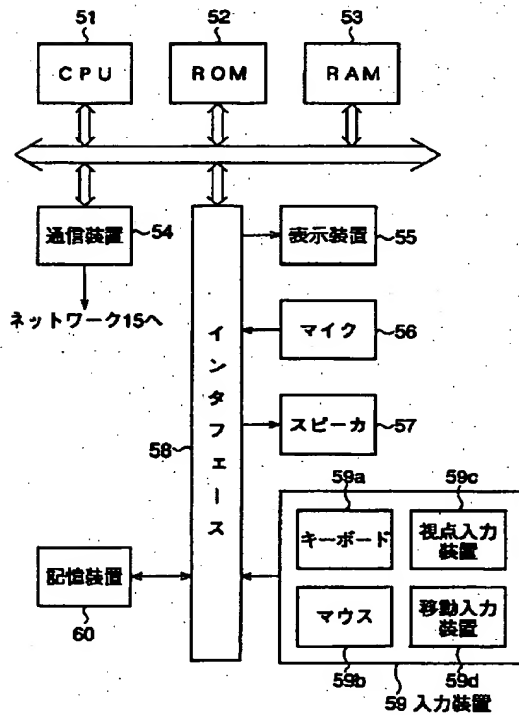 51
52
53
CPU
ROM
RAM
通信装置
54
表示装置
55
ネットワーク15へ
マイク
56
インタフェース
58
スピーカ
57
59a
59c
キーボード
視点入力
装置
記憶装置
60
マウス
移動入力
装置
59b
59d
59 入力装置